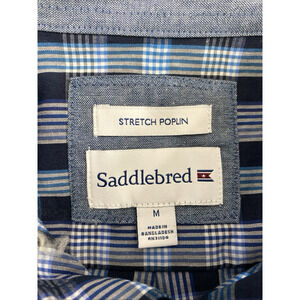 STRETCH POPLIN
Saddlebred
M
MADE IN
BANGLADESH